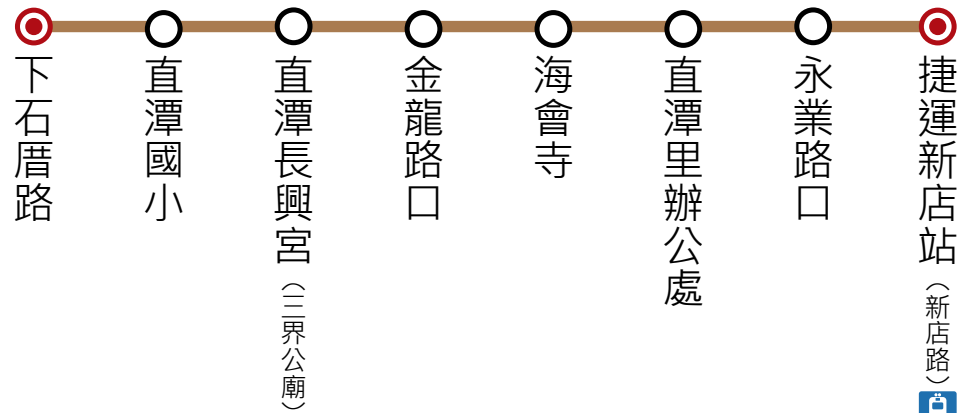 下石厝路
直潭國小
直潭長興宮（三界公廟）
金龍路口
海會寺
直潭里辦公處
永業路口
捷運新店站（新店路）